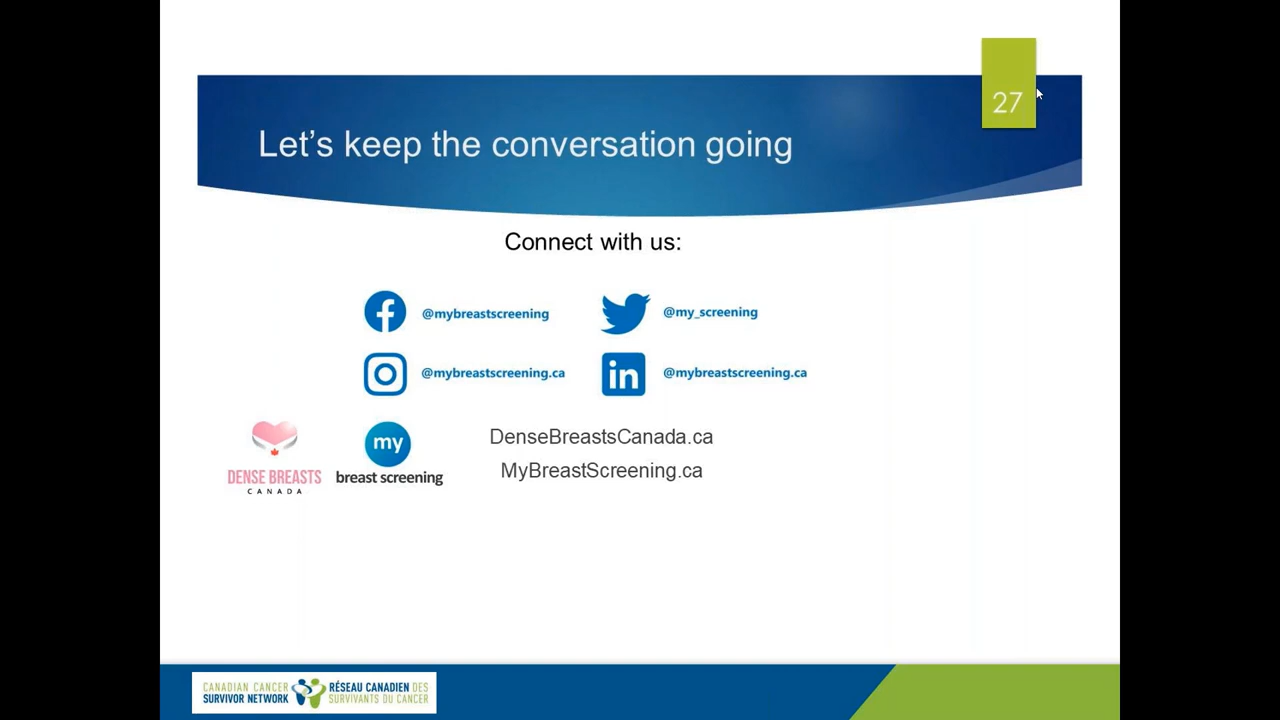 27
Let’s keep the conversation going
Connect with us:
@mybreastscreening
@my_screening
@mybreastscreening.ca
@mybreastscreening.ca
DENSE BREASTS
CANADA
my
breast screening
DenseBreastsCanada.ca
MyBreastScreening.ca
CANADIAN CANCER
SURVIVOR NETWORK
RÉSEAU CANADIEN DES
SURVIVANTS DU CANCER